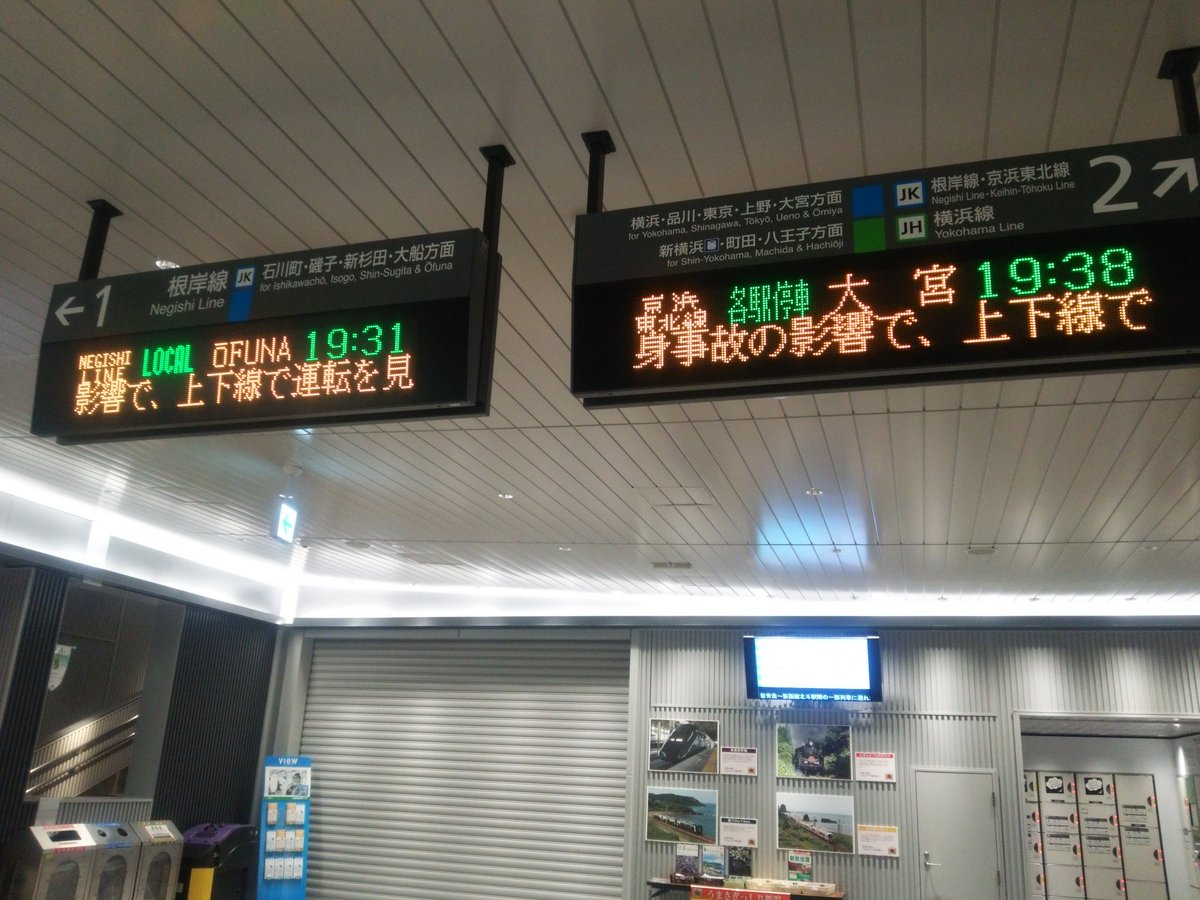 ←1
根岸線
Negishi Line
JK
石川町・磯子・新杉田・大船方面
for Ishikawachō, Isogo, Shin-Sugita & Ōfuna
NEGISHI LINE LOCAL ŌFUNA 19:31
影響で、上下線で運転を見
横浜・品川・東京・上野・大宮方面
for Yokohama, Shinagawa, Tōkyō, Ueno & Ōmiya
新横浜・町田・八王子方面
for Shin-Yokohama, Machida & Hachiōji
JK 根岸線・京浜東北線
Negishi Line・Keihin-Tōhoku Line
JH 横浜線
Yokohama Line
2↗
京浜東北線 各駅停車 大宮 19:38
身事故の影響で、上下線で
VIEW